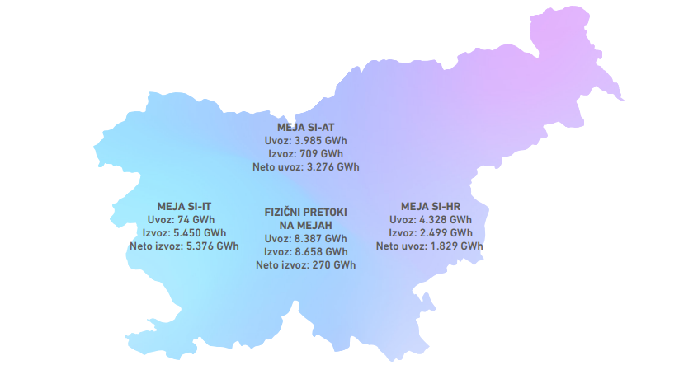 MEJA SI-AT
Uvoz: 3.985 GWh
Izvoz: 709 GWh
Neto uvoz: 3.276 GWh
MEJA SI-IT
Uvoz: 74 GWh
Izvoz: 5.450 GWh
Neto izvoz: 5.376 GWh
FIZIČNI PRETOKI
NA MEJAH
Uvoz: 8.387 GWh
Izvoz: 8.658 GWh
Neto izvoz: 270 GWh
MEJA SI-HR
Uvoz: 4.328 GWh
Izvoz: 2.499 GWh
Neto uvoz: 1.829 GWh